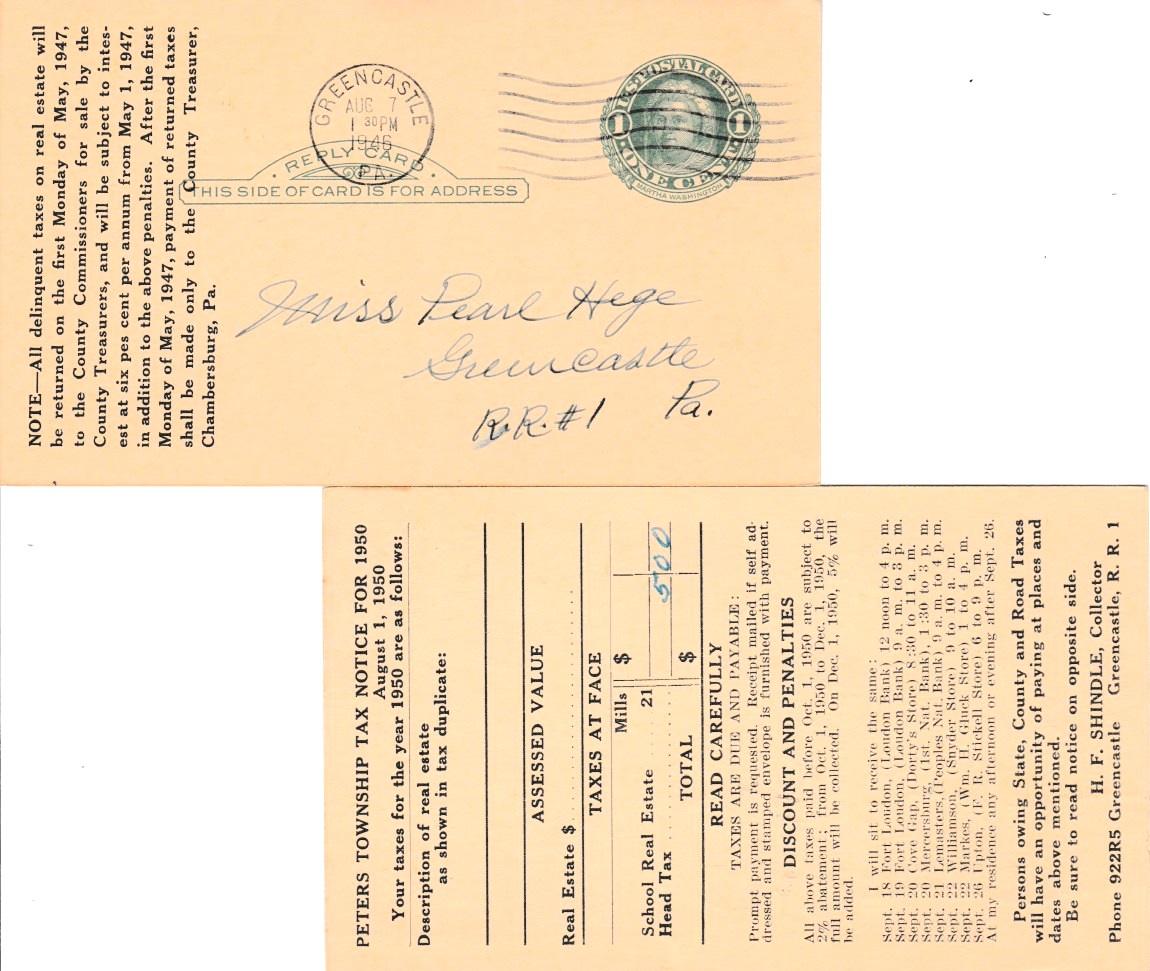 NOTE—All delinquent taxes on real estate will
be returned on the first Monday of May, 1947,
to the County Commissioners for sale by the
County Treasurers, and will be subject to inter-
est at six pes cent per annum from May 1, 1947,
in addition to the above penalties. After the first
Monday of May, 1947, payment of returned taxes
shall be made only to the County Treasurer,
Chambersburg, Pa.
GREENCASTLE
AUG 7
1 30 PM
1946
PA.
REPLY CARD
THIS SIDE OF CARD IS FOR ADDRESS
U.S. POSTAL CARD
1 1
ONE CENT
MARTHA WASHINGTON
Miss Pearl Hege
Greencastle
R.R. #1 Pa.
PETERS TOWNSHIP TAX NOTICE FOR 1950
August 1, 1950
Your taxes for the year 1950 are as follows:
Description of real estate
as shown in tax duplicate:
ASSESSED VALUE
Real Estate $
TAXES AT FACE
Mills $
School Real Estate 21
Head Tax 5 00
TOTAL $
READ CAREFULLY
TAXES ARE DUE AND PAYABLE:
Prompt payment is requested. Receipt mailed if self ad-
dressed and stamped envelope is furnished with payment.
DISCOUNT AND PENALTIES
All above taxes paid before Oct. 1, 1950 are subject to
2% abatement; from Oct. 1, 1950 to Dec. 1, 1950, the
full amount will be collected. On Dec. 1, 1950, 5% will
be added.
I will sit to receive the same:
Sept. 18 Fort Loudon, (London Bank) 12 noon to 4 p. m.
Sept. 19 Fort London, (London Bank) 9 a. m. to 3 p. m.
Sept. 20 Cove Gap, (Dorty's Store) 8:30 to 11 a. m.
Sept. 20 Mercersburg, (1st. Nat. Bank), 1:30 to 3 p. m.
Sept. 21 Lemasters, (Peoples Nat. Bank) 9 a. m. to 4 p. m.
Sept. 22 Williamson, (Snyder Store) 9 to 10 a. m.
Sept. 22 Markes, (Wm. H. Gluck Store) 1 to 4 p. m.
Sept. 26 Upton, (F. R. Stickell Store) 6 to 9 p. m.
At my residence any afternoon or evening after Sept. 26.
Persons owing State, County and Road Taxes
will have an opportunity of paying at places and
dates above mentioned.
Be sure to read notice on opposite side.
H. F. SHINDLE, Collector
Phone 922R5 Greencastle Greencastle, R. R. 1